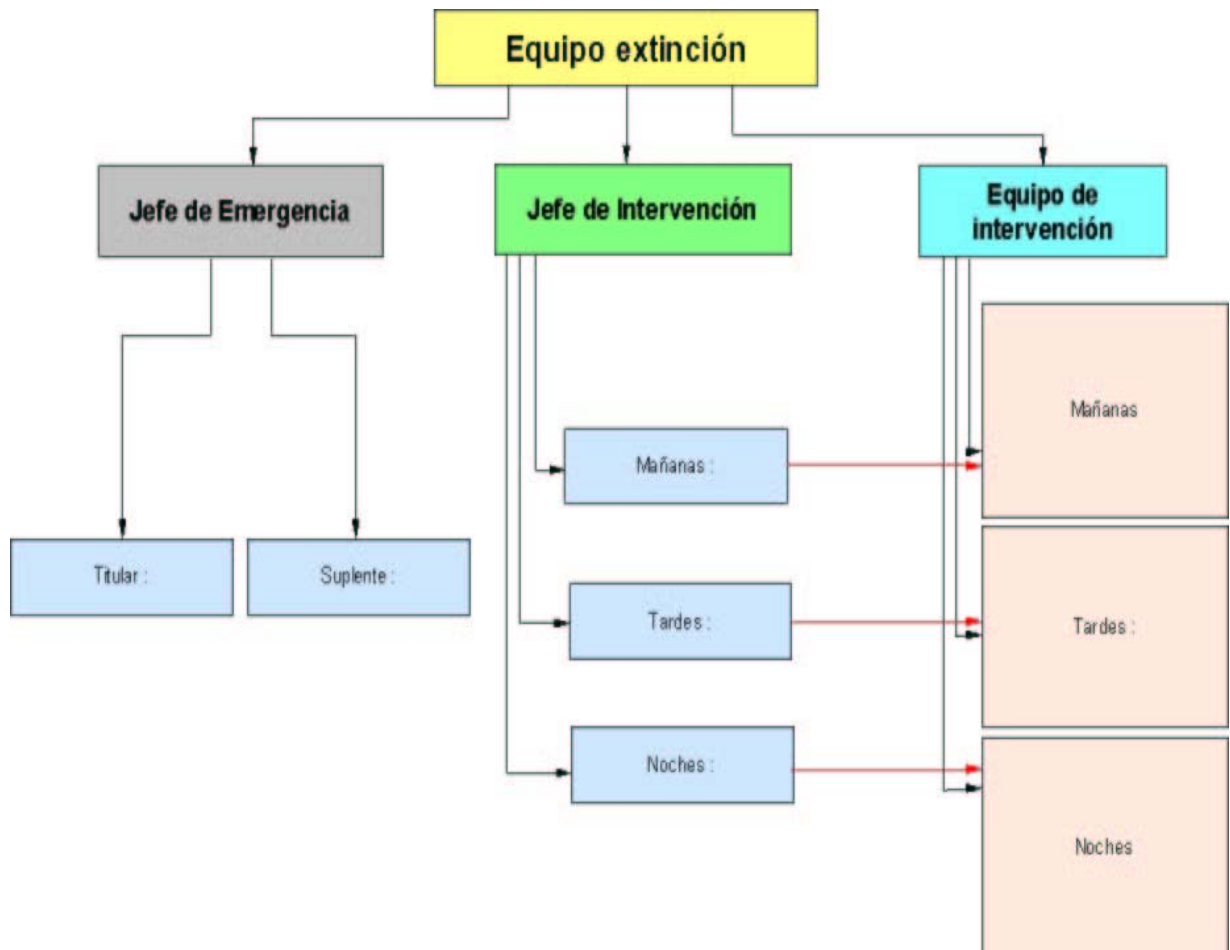 Equipo extinción
Jefe de Emergencia
Jefe de Intervención
Equipo de
intervención
Mañanas
Mañanas :
Titular :
Suplente :
Tardes :
Tardes :
Noches :
Noches